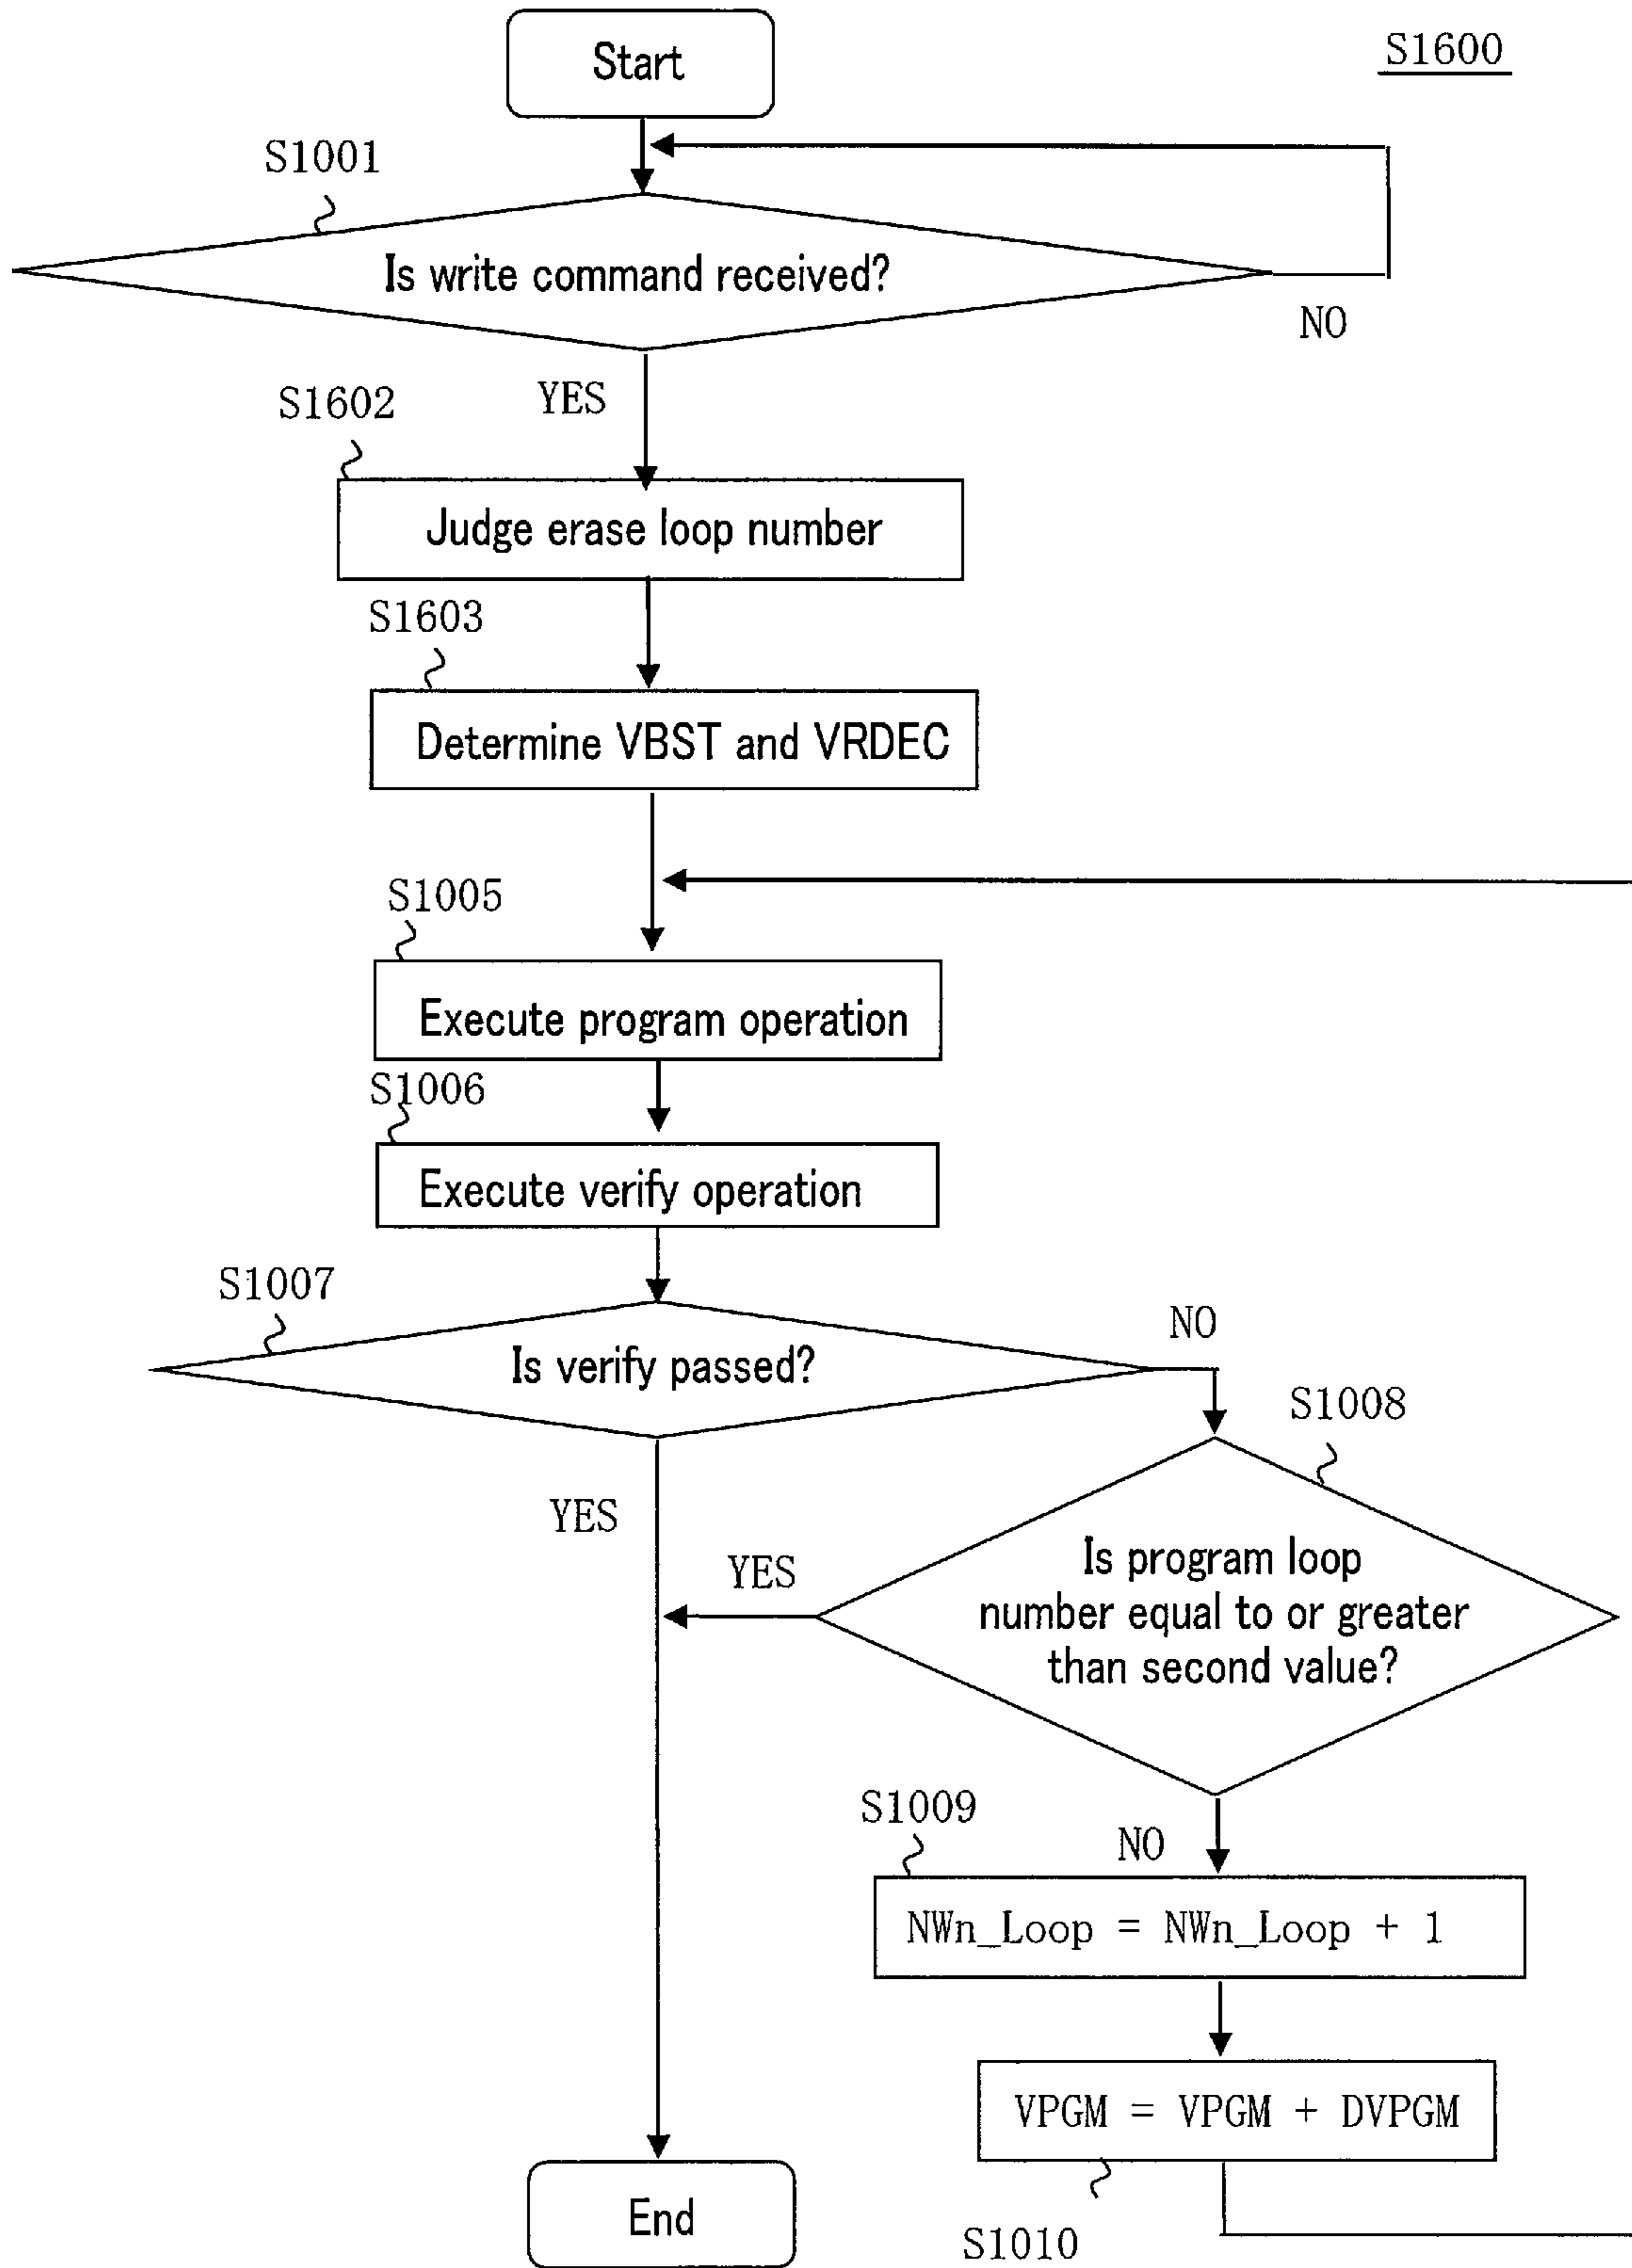 Start
S1600
S1001
Is write command received?
NO
S1602
YES
Judge erase loop number
S1603
Determine VBST and VRDEC
S1005
Execute program operation
S1006
Execute verify operation
S1007
NO
Is verify passed?
S1008
YES
YES
Is program loop
number equal to or greater
than second value?
S1009
NO
NWn_Loop = NWn_Loop + 1
VPGM = VPGM + DVPGM
End
S1010